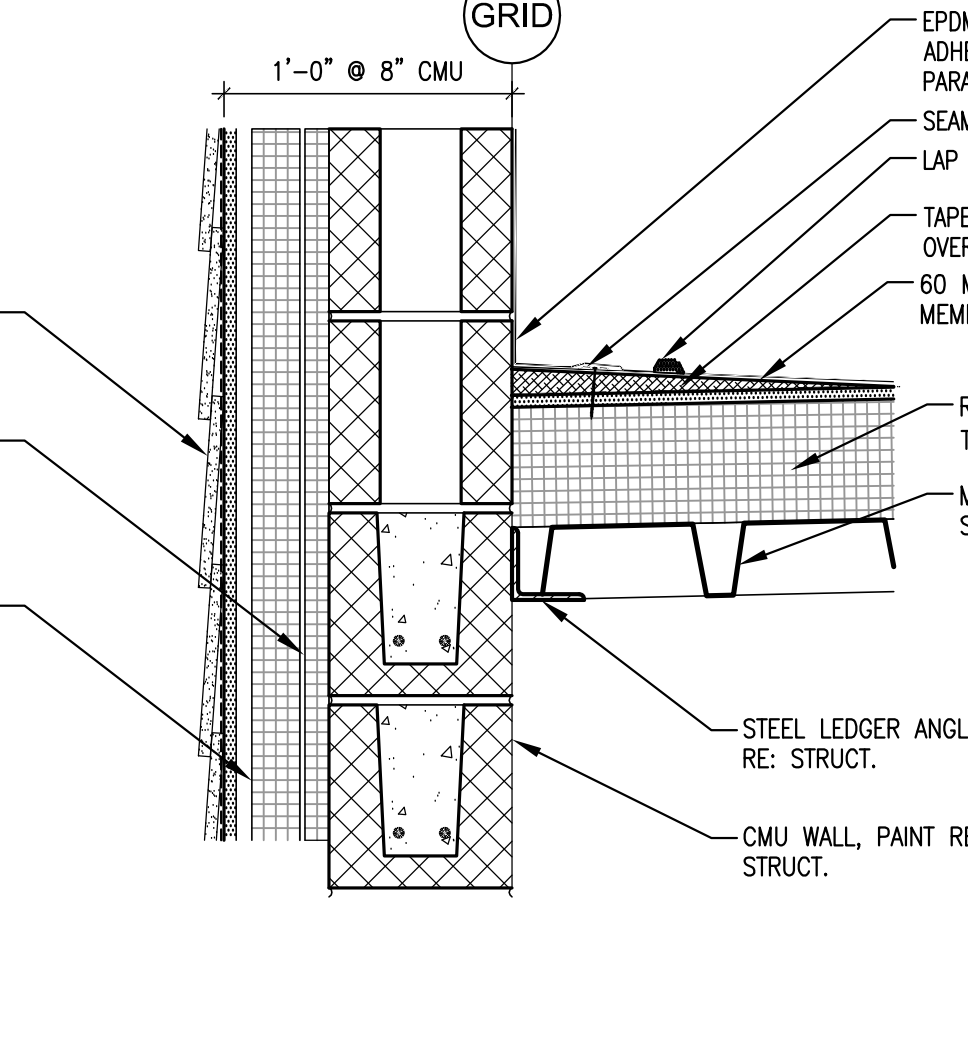 GRID
1'-0" @ 8" CMU
EPDM
ADHE
PARA
SEAM
LAP
TAPE
OVER
60 M
MEMB
R
T
M
S
STEEL LEDGER ANGL
RE: STRUCT.
CMU WALL, PAINT RE
STRUCT.